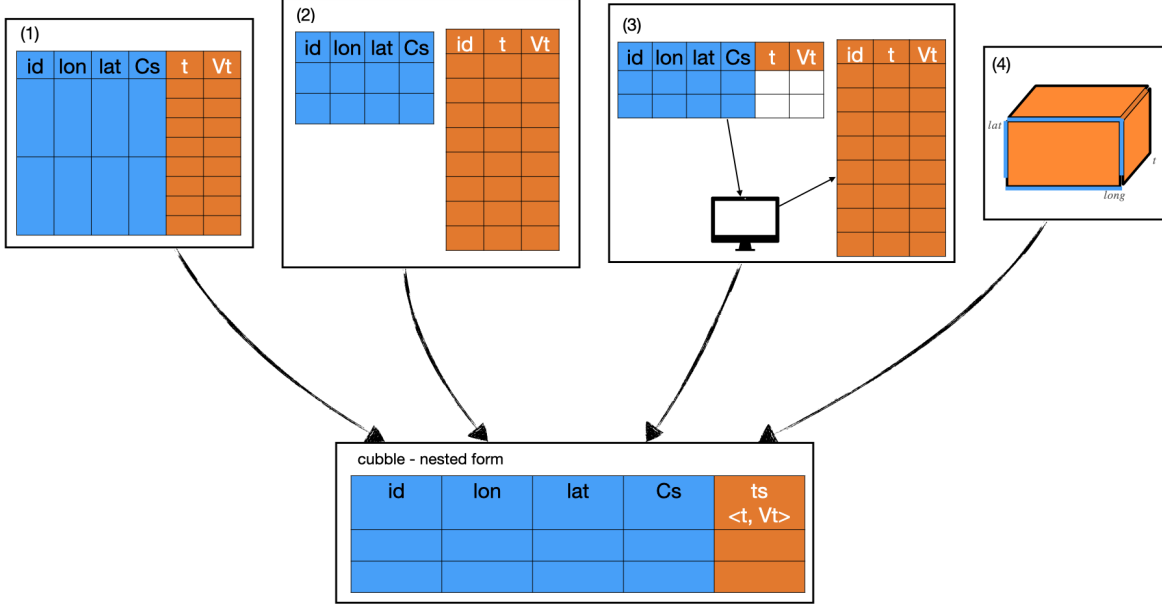 (1)
id lon lat Cs t Vt
(2)
id lon lat Cs
id t Vt
(3)
id lon lat Cs t Vt
id t Vt
(4)
lat
t
long
cubble - nested form
id lon lat Cs ts
<t, Vt>